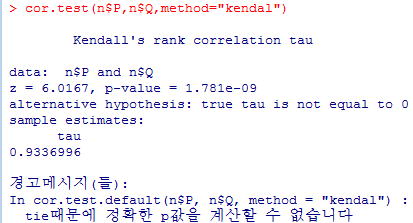 > cor.test(n$P,n$Q,method="kendal")
Kendall's rank correlation tau
data:  n$P and n$Q
z = 6.0167, p-value = 1.781e-09
alternative hypothesis: true tau is not equal to 0
sample estimates:
tau
0.9336996
경고메시지(들):
In cor.test.default(n$P, n$Q, method = "kendal") :
tie때문에 정확한 p값을 계산할 수 없습니다